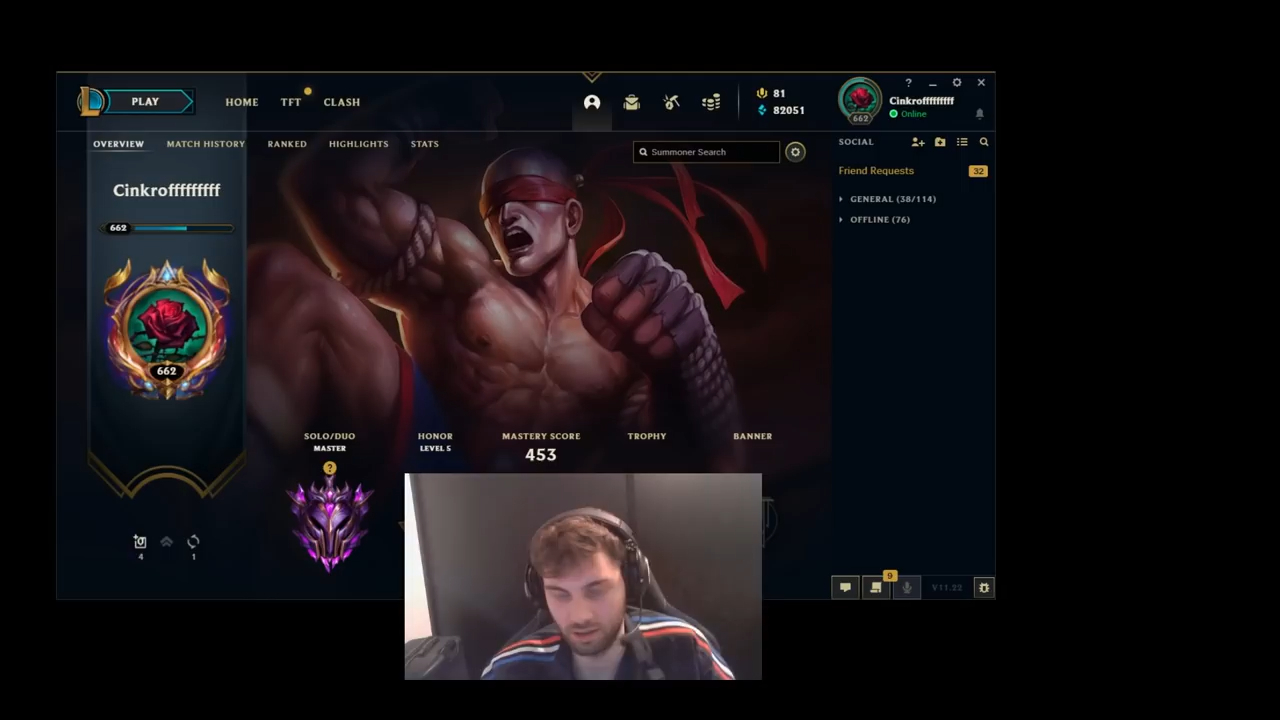 PLAY
HOME
TFT
CLASH
81
82051
?
Cinkrofffffffff
Online
662
OVERVIEW
MATCH HISTORY
RANKED
HIGHLIGHTS
STATS
Summoner Search
SOCIAL
Friend Requests
32
GENERAL (38/114)
OFFLINE (76)
Cinkrofffffffff
662
662
SOLO/DUO
MASTER
?
HONOR
LEVEL 5
MASTERY SCORE
453
TROPHY
BANNER
4
1
9
V11.22